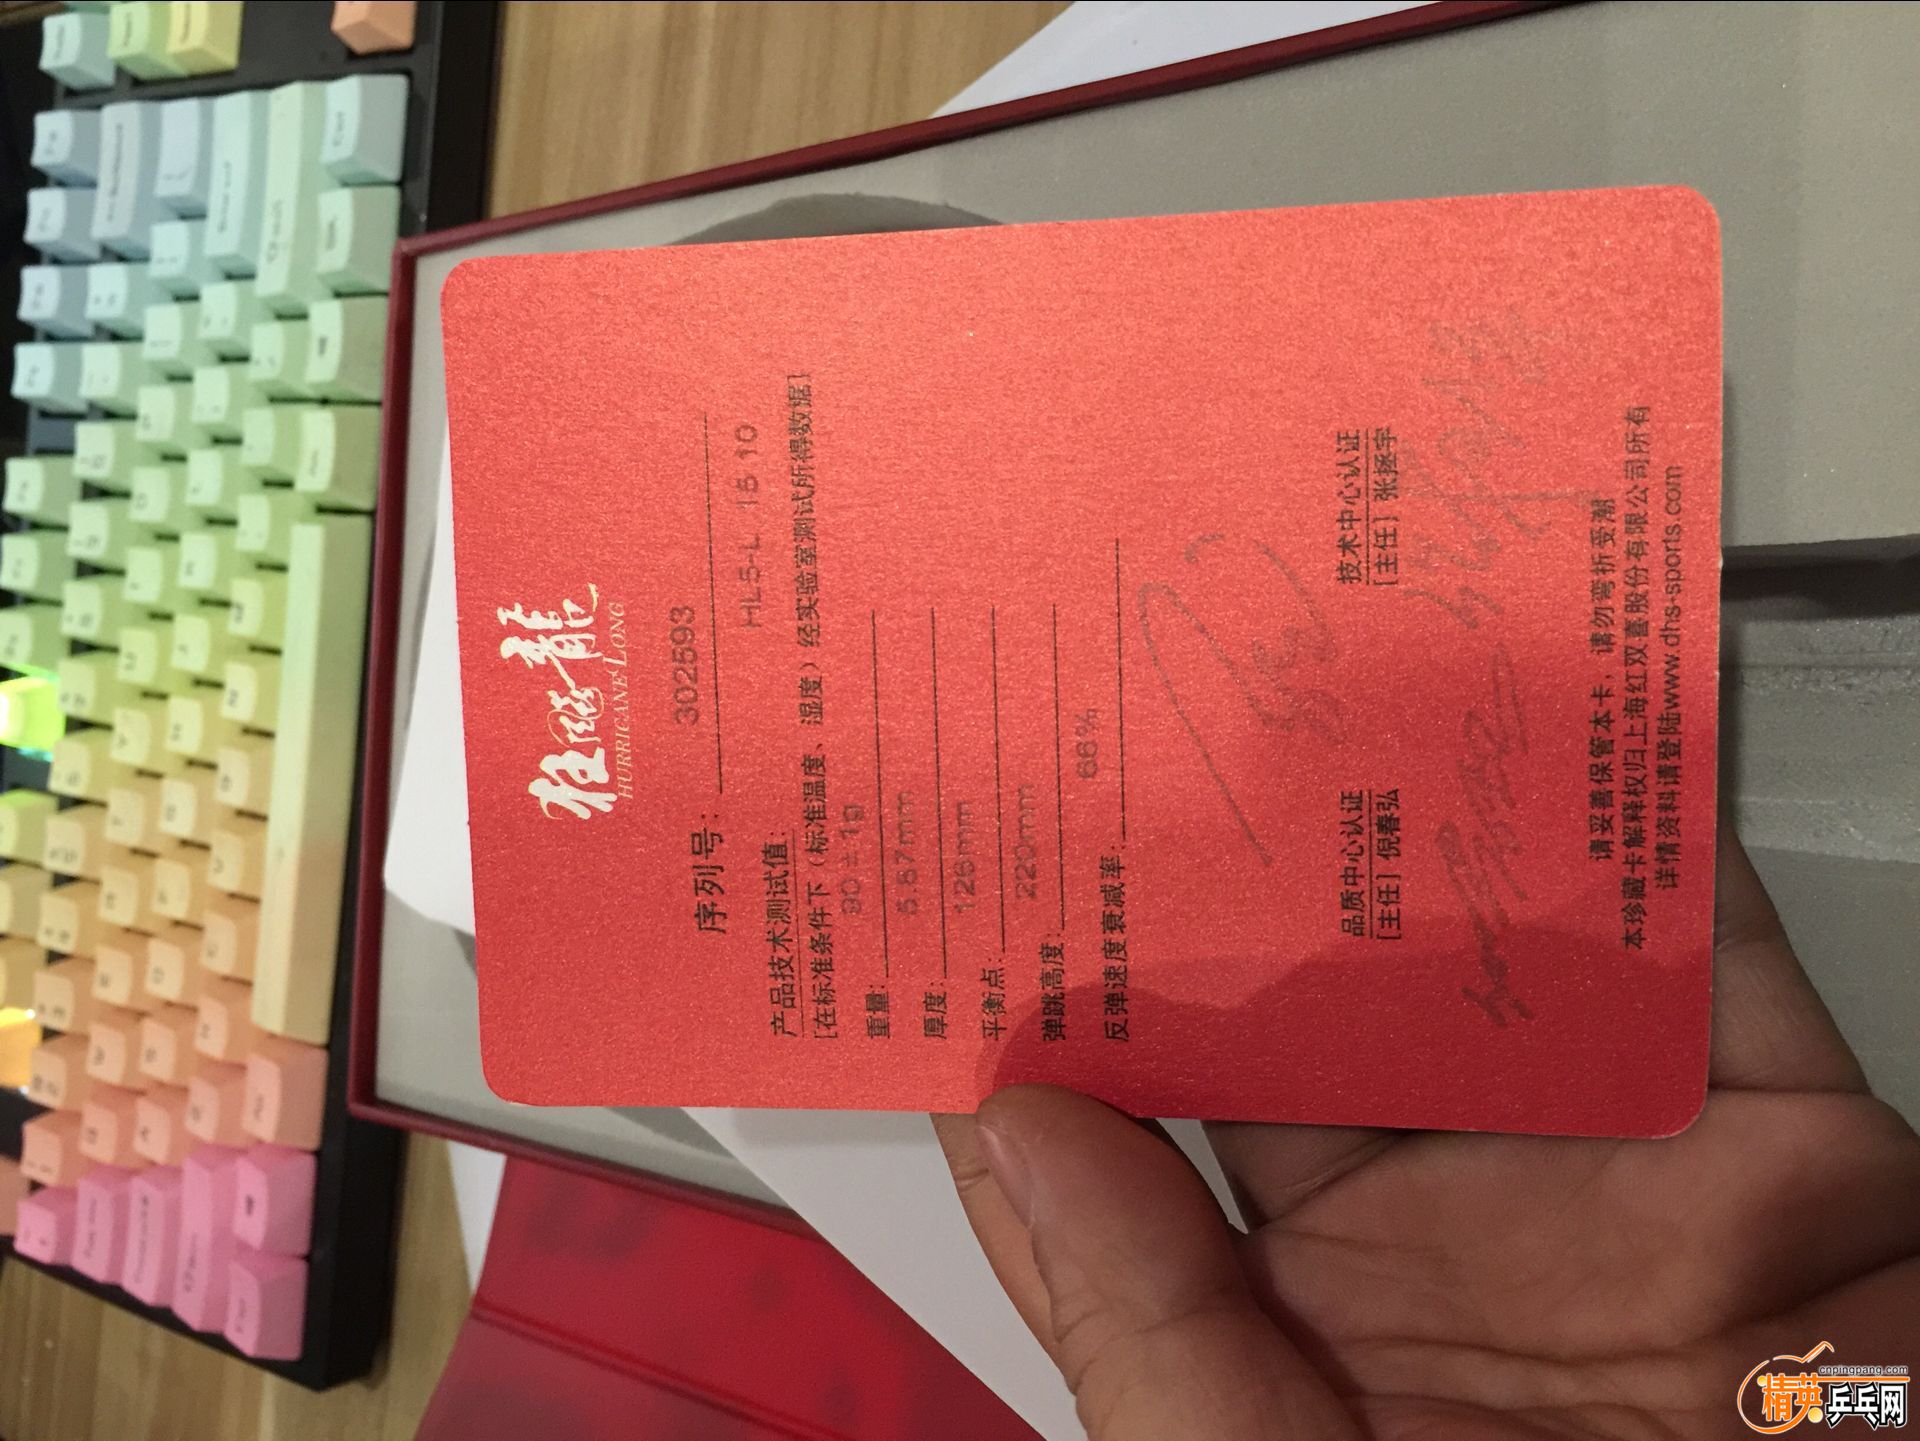 狂飚龍
HURRICANE LONG
序列号： 302593
产品技术测试值：
HL5-L 15 10
[在标准条件下（标准温度、湿度）经实验室测试所得数据]
重量： 90±1g
厚度： 5.87mm
平衡点： 126mm
弹跳高度： 220mm
反弹速度衰减率： 66%
品质中心认证 技术中心认证
[主任] 倪春弘 [主任] 张拯宇
请妥善保管本卡，请勿弯折受潮
本珍藏卡解释权归上海红双喜股份有限公司所有
详情资料请登陆www.dhs-sports.com
cnpingpang.com
精英乒乓网